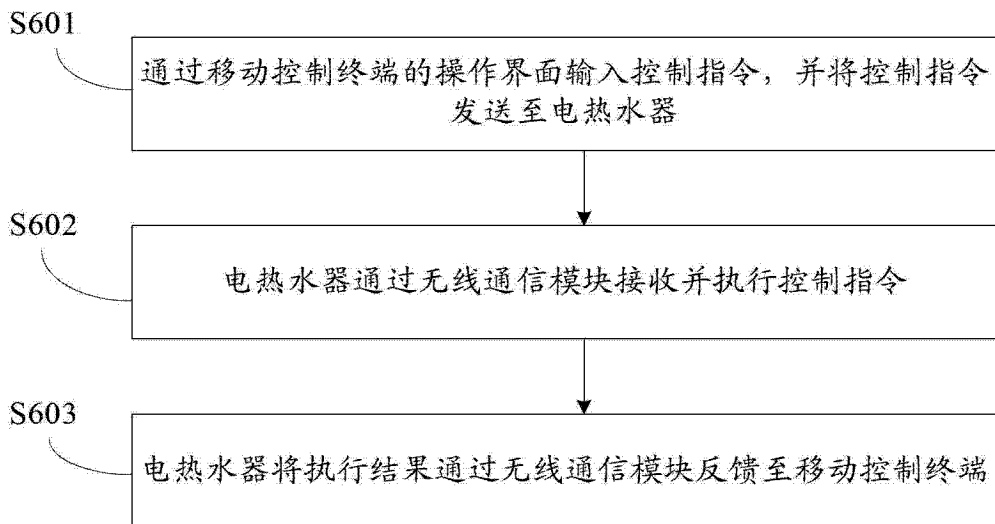 S601
通过移动控制终端的操作界面输入控制指令，并将控制指令
发送至电热水器
S602
电热水器通过无线通信模块接收并执行控制指令
S603
电热水器将执行结果通过无线通信模块反馈至移动控制终端